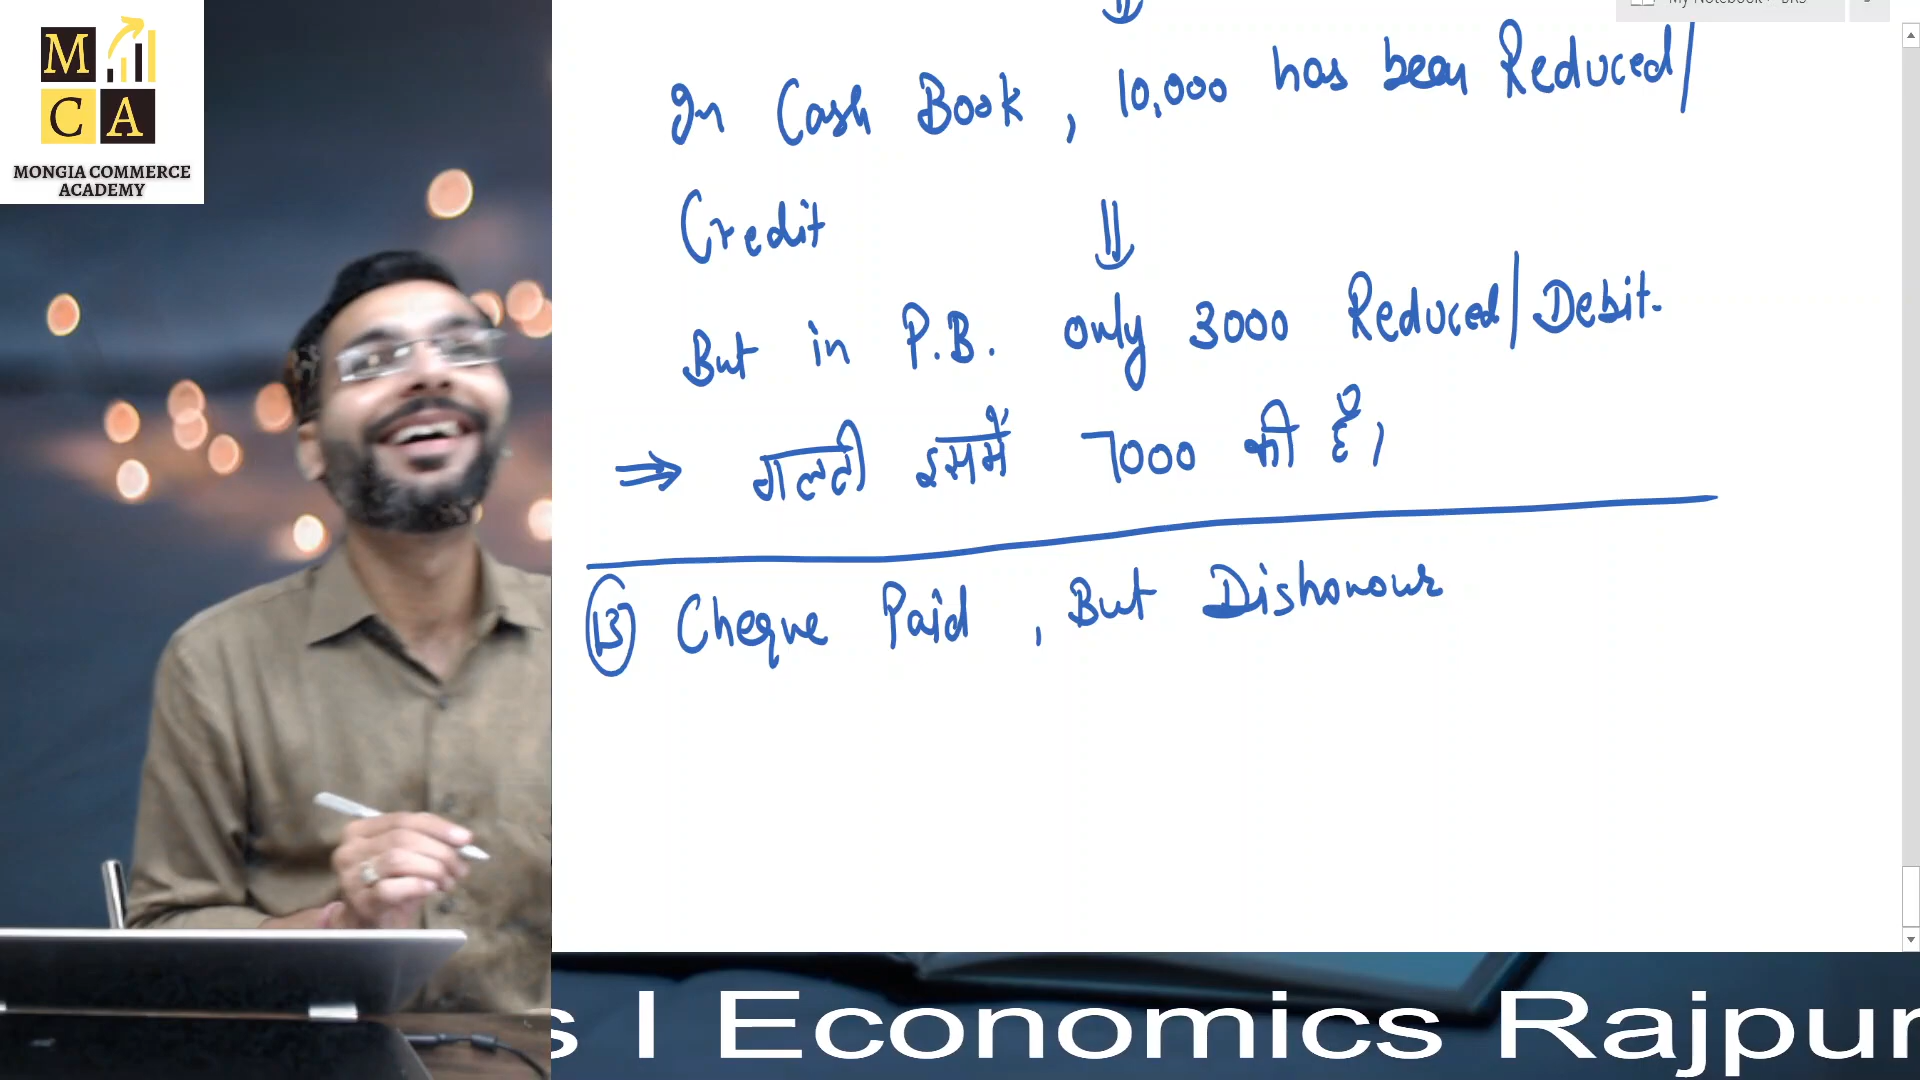 M
C A
MONGIA COMMERCE
ACADEMY
In Cash Book, 10,000 has been Reduced/
Credit
But in P.B. only 3000 Reduced/Debit.
⇒ गलती इसमें 7000 की है।
13 Cheque Paid, But Dishonour
s I Economics Rajpur